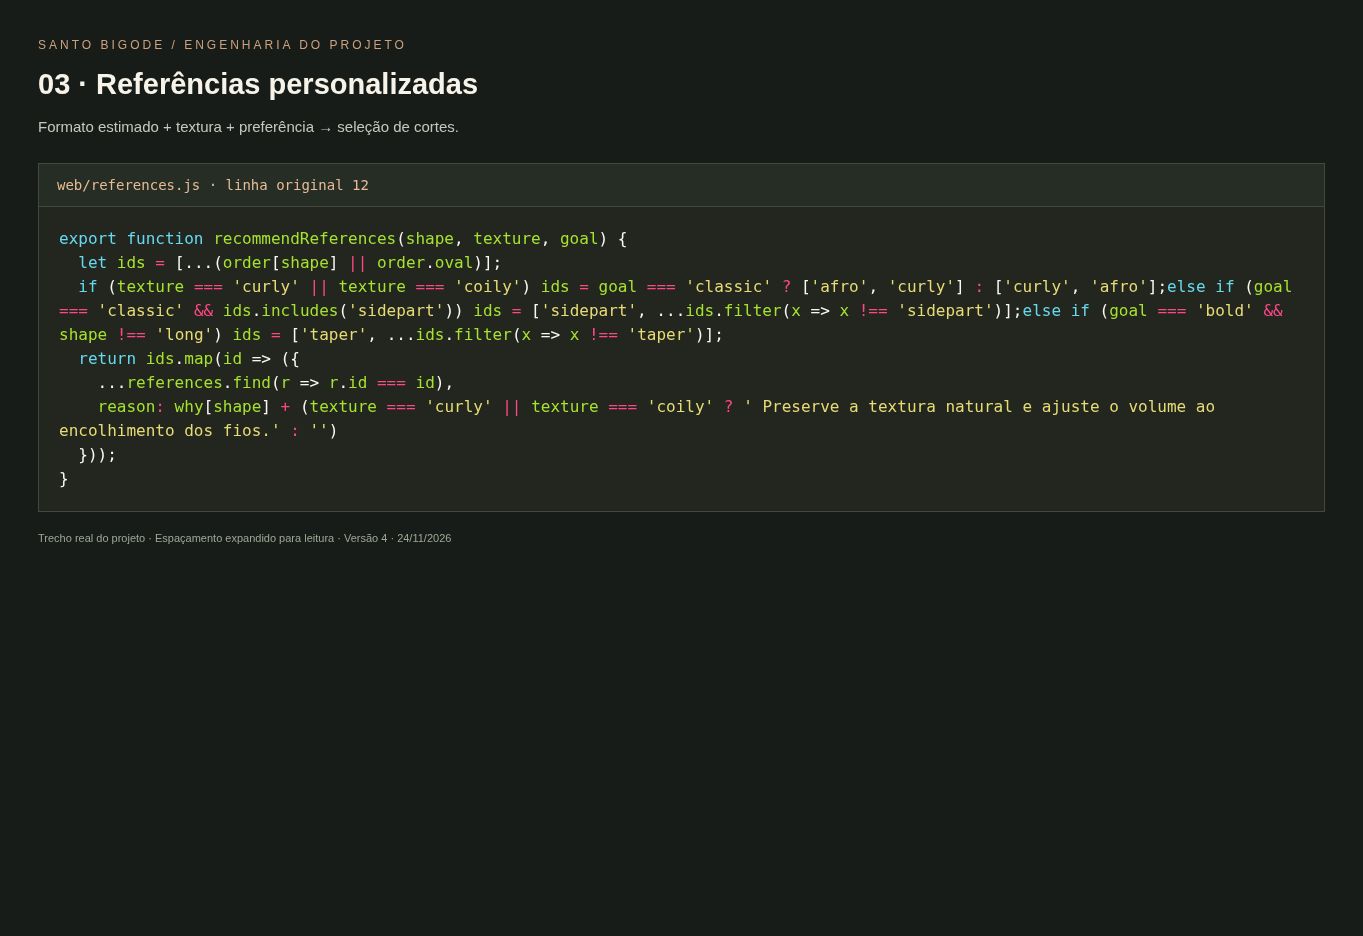 SANTO BIGODE / ENGENHARIA DO PROJETO
03 · Referências personalizadas
Formato estimado + textura + preferência → seleção de cortes.
web/references.js · linha original 12
export function recommendReferences(shape, texture, goal) {
  let ids = [...(order[shape] || order.oval)];
  if (texture === 'curly' || texture === 'coily') ids = goal === 'classic' ? ['afro', 'curly'] : ['curly', 'afro'];else if (goal
=== 'classic' && ids.includes('sidepart')) ids = ['sidepart', ...ids.filter(x => x !== 'sidepart')];else if (goal === 'bold' &&
shape !== 'long') ids = ['taper', ...ids.filter(x => x !== 'taper')];
  return ids.map(id => ({
    ...references.find(r => r.id === id),
    reason: why[shape] + (texture === 'curly' || texture === 'coily' ? ' Preserve a textura natural e ajuste o volume ao
encolhimento dos fios.' : '')
  }));
}
Trecho real do projeto · Espaçamento expandido para leitura · Versão 4 · 24/11/2026